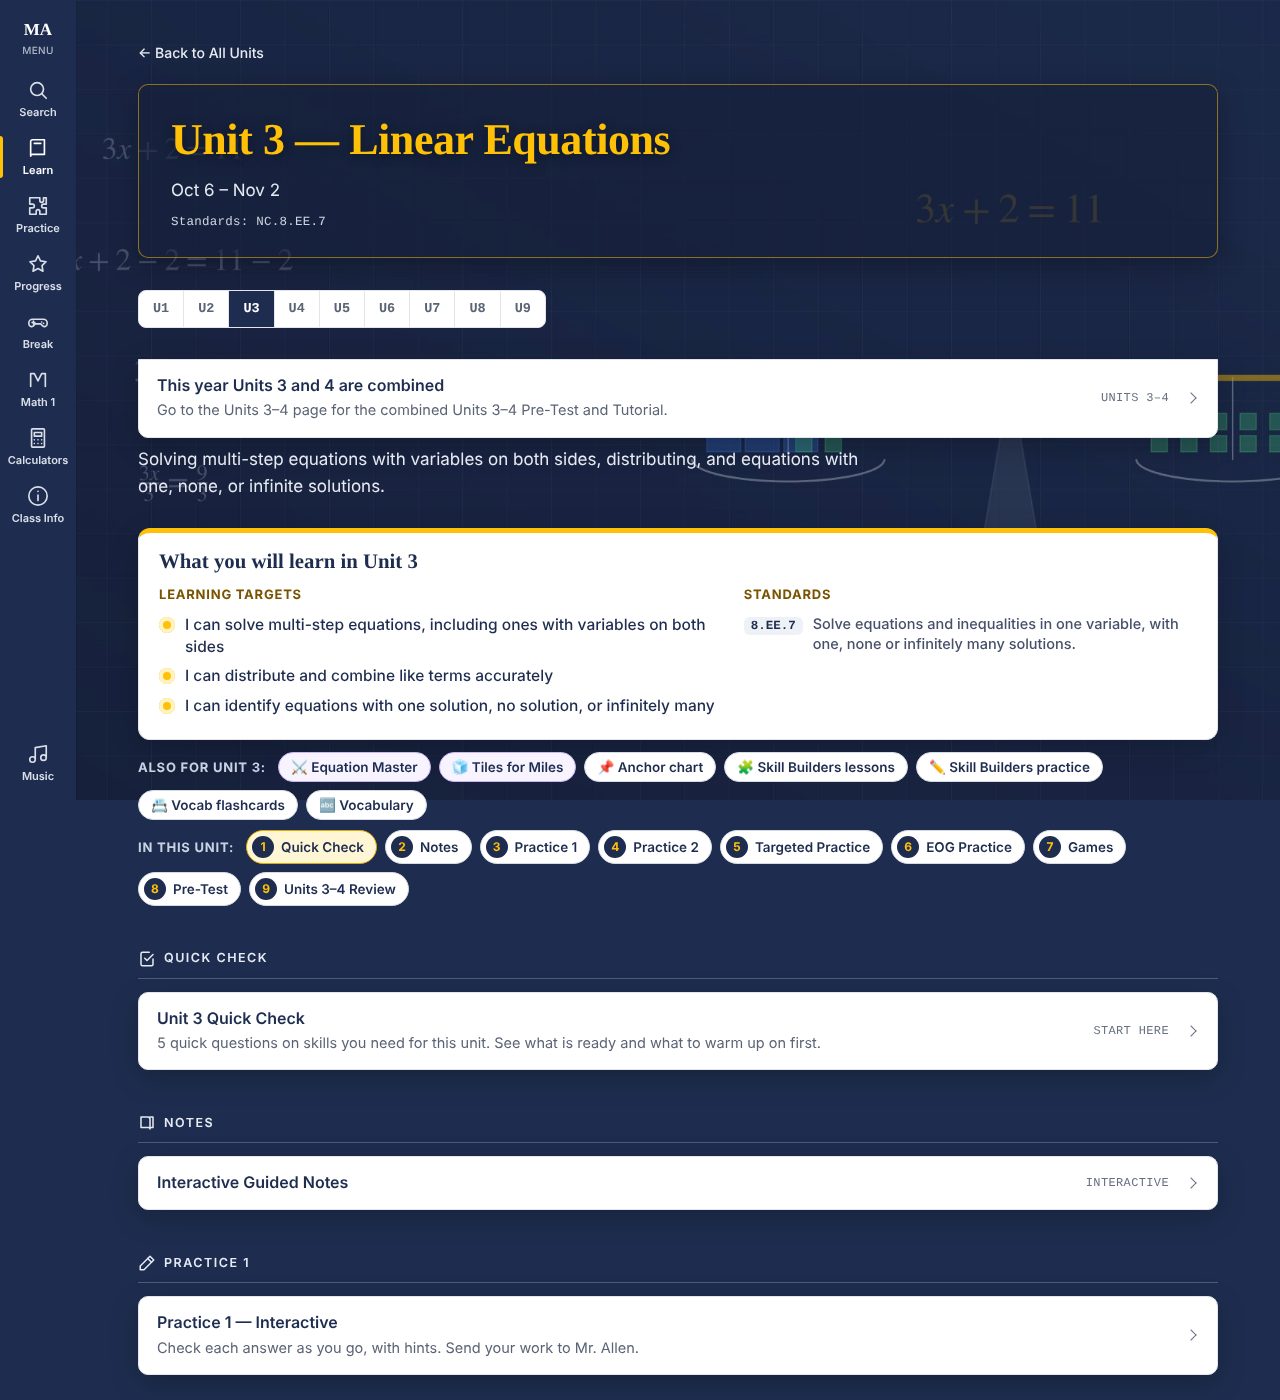 MA
MENU
Search
Learn
Practice
Progress
Break
Math 1
Calculators
Class Info
Music
← Back to All Units
Unit 3 — Linear Equations
Oct 6 – Nov 2
Standards: NC.8.EE.7
3x + 2
3x + 2 = 11
x + 2 − 2 = 11 − 2
U1 U2 U3 U4 U5 U6 U7 U8 U9
This year Units 3 and 4 are combined
Go to the Units 3–4 page for the combined Units 3–4 Pre-Test and Tutorial.
UNITS 3–4
Solving multi-step equations with variables on both sides, distributing, and equations with
one, none, or infinite solutions.
3x/3 = 9/3
What you will learn in Unit 3
LEARNING TARGETS
I can solve multi-step equations, including ones with variables on both
sides
I can distribute and combine like terms accurately
I can identify equations with one solution, no solution, or infinitely many
STANDARDS
8.EE.7 Solve equations and inequalities in one variable, with
one, none or infinitely many solutions.
ALSO FOR UNIT 3: ⚔️ Equation Master 🧊 Tiles for Miles 📌 Anchor chart 🧩 Skill Builders lessons ✏️ Skill Builders practice
📇 Vocab flashcards 🔤 Vocabulary
IN THIS UNIT: 1 Quick Check 2 Notes 3 Practice 1 4 Practice 2 5 Targeted Practice 6 EOG Practice 7 Games
8 Pre-Test 9 Units 3–4 Review
QUICK CHECK
Unit 3 Quick Check
5 quick questions on skills you need for this unit. See what is ready and what to warm up on first.
START HERE
NOTES
Interactive Guided Notes
INTERACTIVE
PRACTICE 1
Practice 1 — Interactive
Check each answer as you go, with hints. Send your work to Mr. Allen.